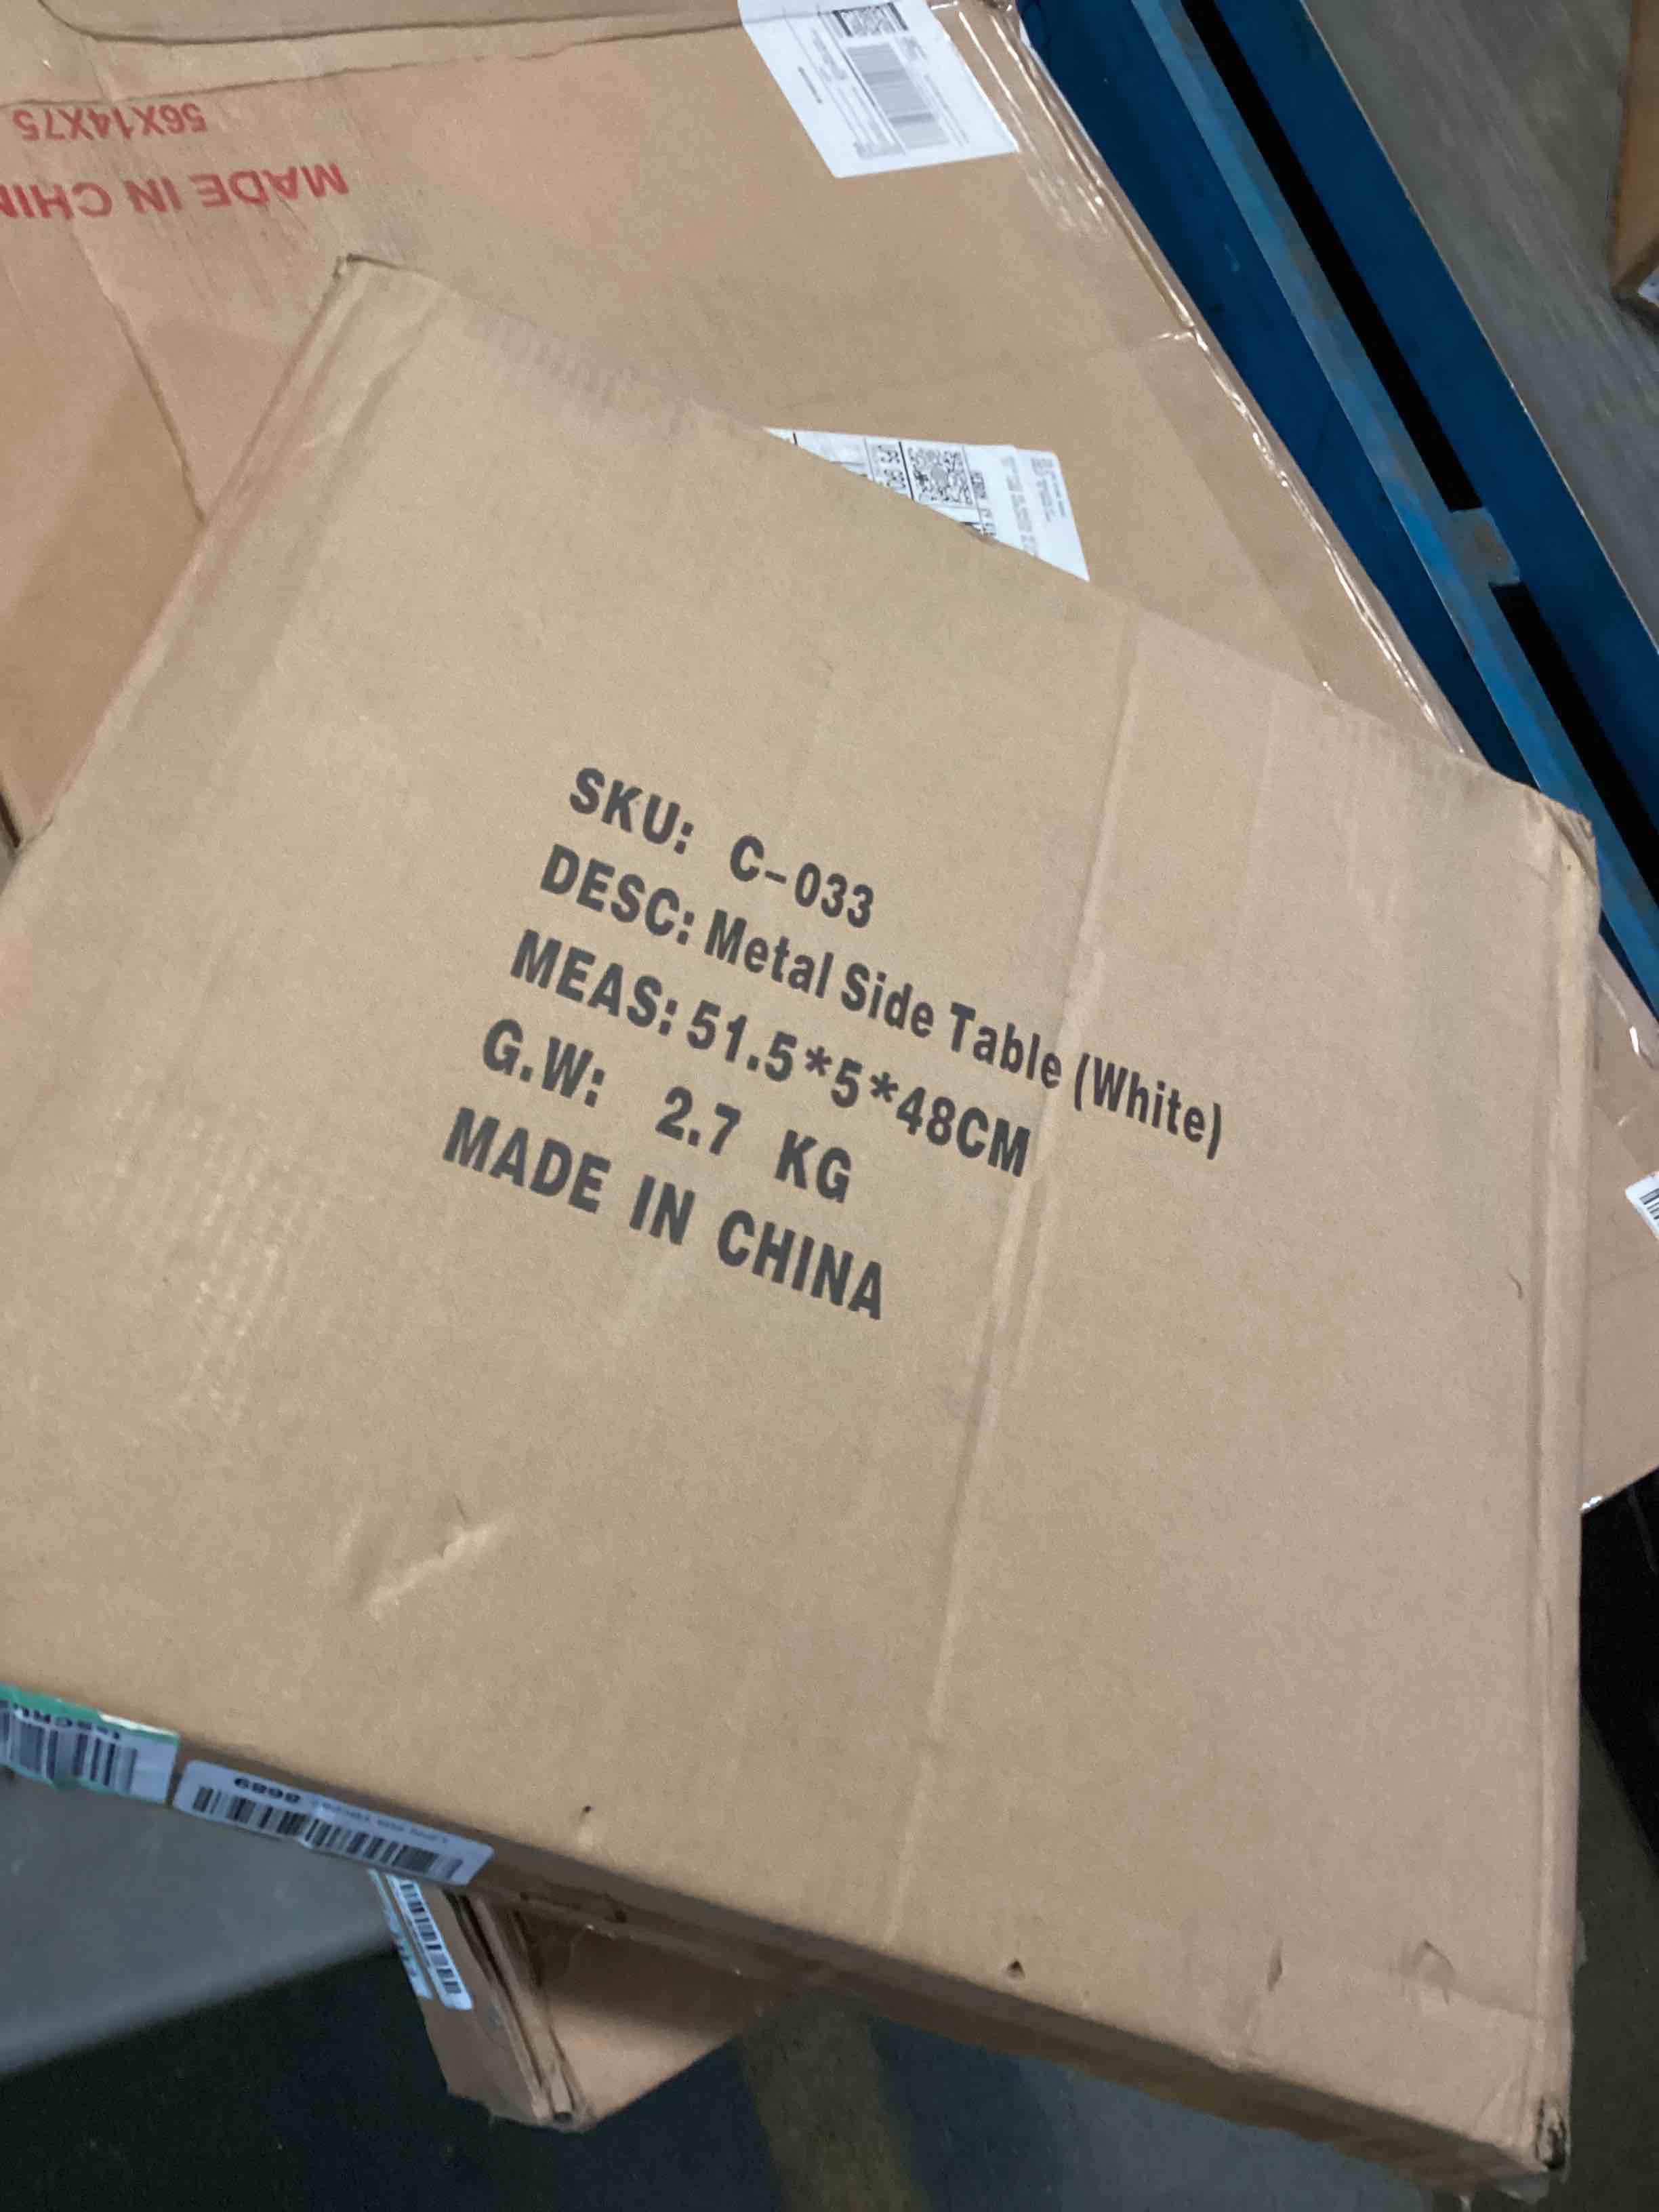 56X14X75
MADE IN CHIN
SKU: C-033
DESC: Metal Side Table (White)
MEAS: 51.5*5*48CM
G.W: 2.7 KG
MADE IN CHINA
6898